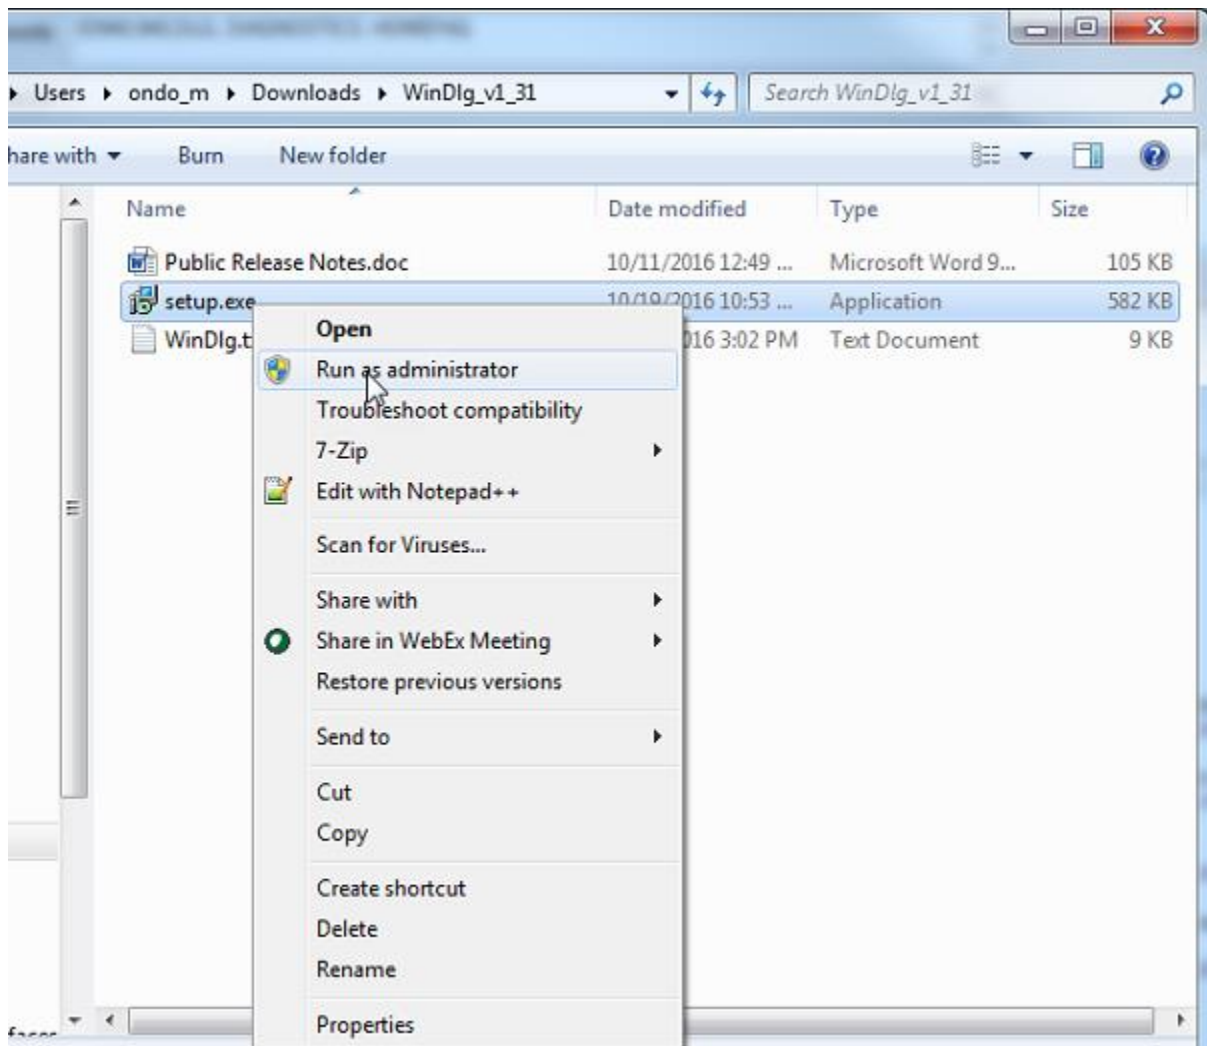 Users ondo_m Downloads WinDlg_v1_31 Search WinDlg_v1_31
hare with Burn New folder
Name Date modified Type Size
Public Release Notes.doc 10/11/2016 12:49 ... Microsoft Word 9... 105 KB
setup.exe 10/19/2016 10:53 ... Application 582 KB
WinDlg.t 016 3:02 PM Text Document 9 KB
Open
Run as administrator
Troubleshoot compatibility
7-Zip
Edit with Notepad++
Scan for Viruses...
Share with
Share in WebEx Meeting
Restore previous versions
Send to
Cut
Copy
Create shortcut
Delete
Rename
Properties